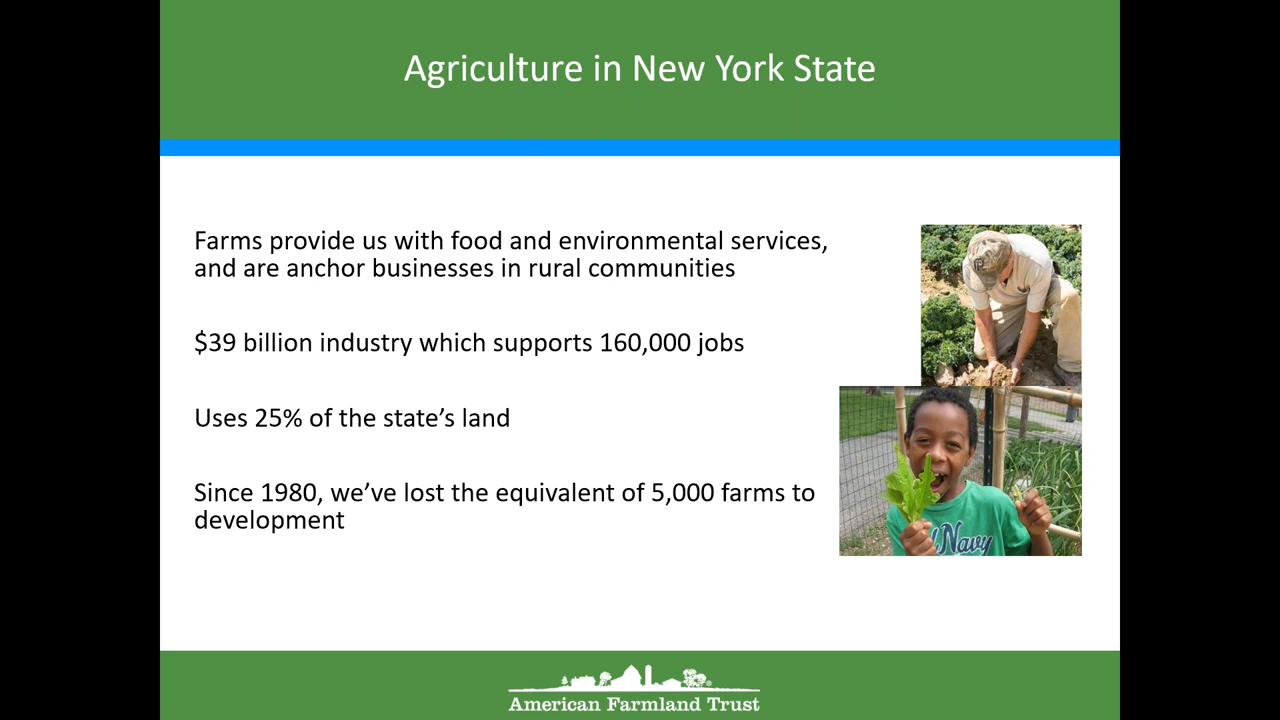 Agriculture in New York State
Farms provide us with food and environmental services,
and are anchor businesses in rural communities
$39 billion industry which supports 160,000 jobs
Uses 25% of the state’s land
Since 1980, we’ve lost the equivalent of 5,000 farms to
development
Navy
American Farmland Trust